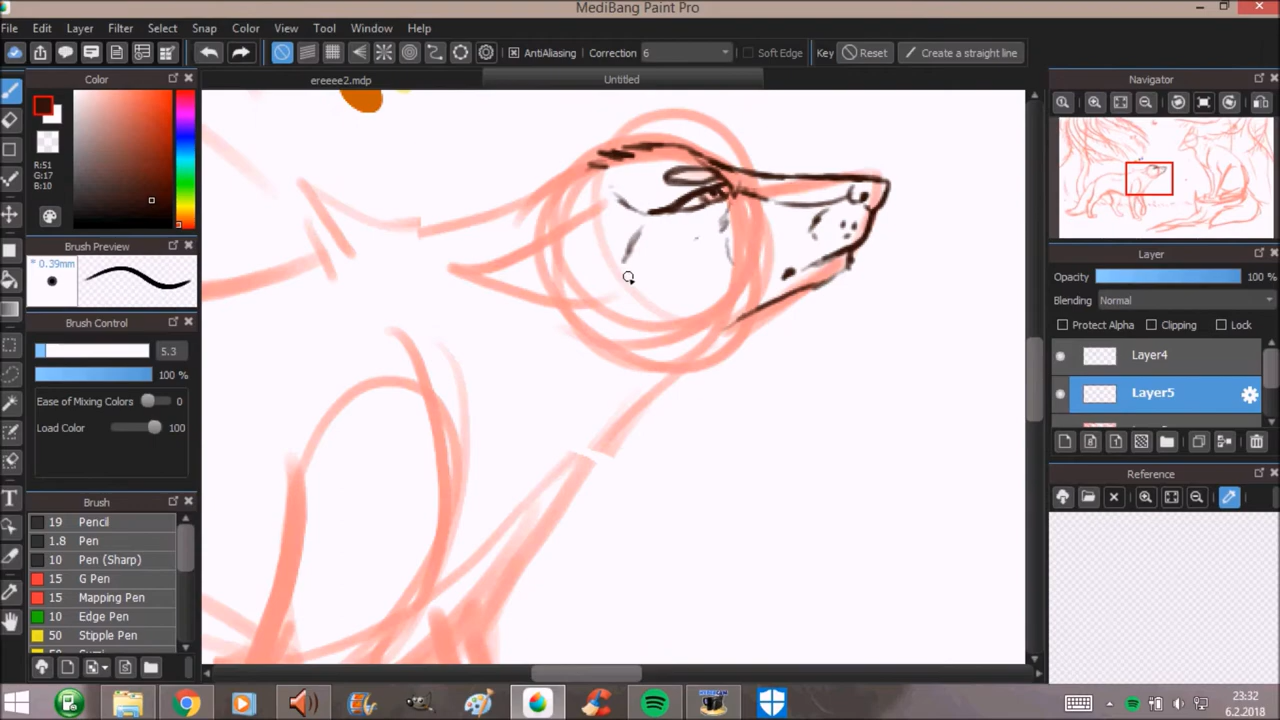 MediBang Paint Pro
File Edit Layer Filter Select Snap Color View Tool Window Help
AntiAliasing Correction 6 Soft Edge Key Reset Create a straight line
Color
ereeee2.mdp Untitled
Navigator
R:51
G:17
B:10
Brush Preview
* 0.39mm
Layer
Opacity 100 %
Blending Normal
Brush Control
Protect Alpha Clipping Lock
5.3
Layer4
100 %
Layer5
Ease of Mixing Colors 0
Load Color 100
Reference
Brush
19 Pencil
1.8 Pen
10 Pen (Sharp)
15 G Pen
15 Mapping Pen
10 Edge Pen
50 Stipple Pen
23:32
6.2.2018